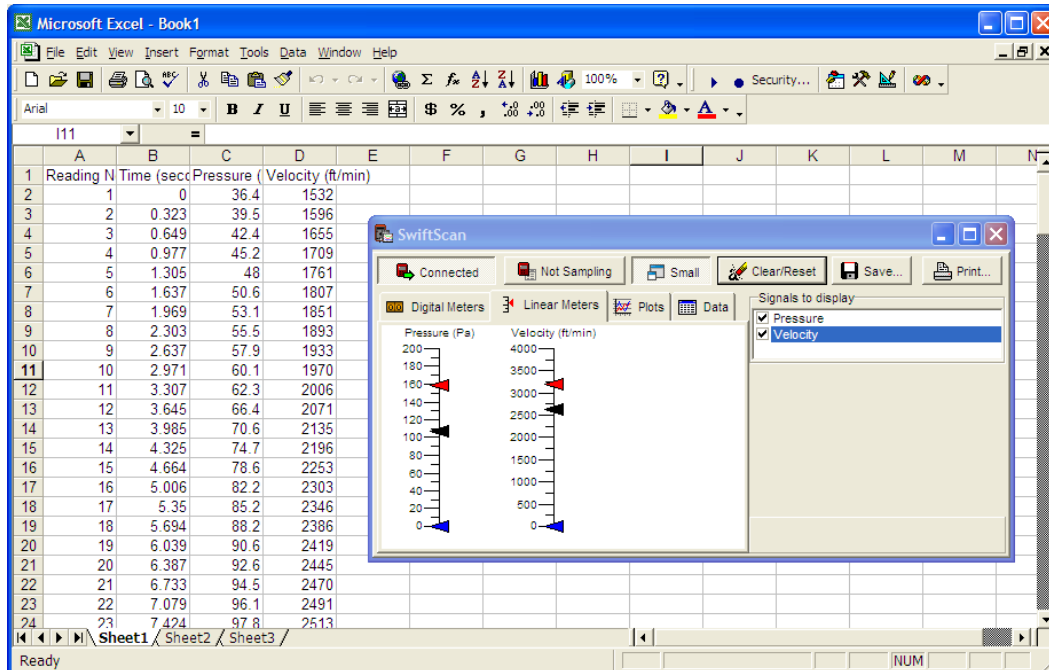 Microsoft Excel - Book1
File Edit View Insert Format Tools Data Window Help
100% Security...
Arial 10 B I U $ % ,
I11 =
A B C D E F G H I J K L M N
1 Reading N Time (seco Pressure ( Velocity (ft/min)
2 1 0 36.4 1532
3 2 0.323 39.5 1596
4 3 0.649 42.4 1655
5 4 0.977 45.2 1709
6 5 1.305 48 1761
7 6 1.637 50.6 1807
8 7 1.969 53.1 1851
9 8 2.303 55.5 1893
10 9 2.637 57.9 1933
11 10 2.971 60.1 1970
12 11 3.307 62.3 2006
13 12 3.645 66.4 2071
14 13 3.985 70.6 2135
15 14 4.325 74.7 2196
16 15 4.664 78.6 2253
17 16 5.006 82.2 2303
18 17 5.35 85.2 2346
19 18 5.694 88.2 2386
20 19 6.039 90.6 2419
21 20 6.387 92.6 2445
22 21 6.733 94.5 2470
23 22 7.079 96.1 2491
24 23 7.424 97.8 2513
SwiftScan
Connected Not Sampling Small Clear/Reset Save... Print...
Digital Meters Linear Meters Plots Data
Signals to display
Pressure
Velocity
Pressure (Pa) Velocity (ft/min)
200 4000
180 3500
160 3000
140 2500
120 2000
100 1500
80 1000
60 500
40 0
20
0
Sheet1 Sheet2 Sheet3
Ready NUM